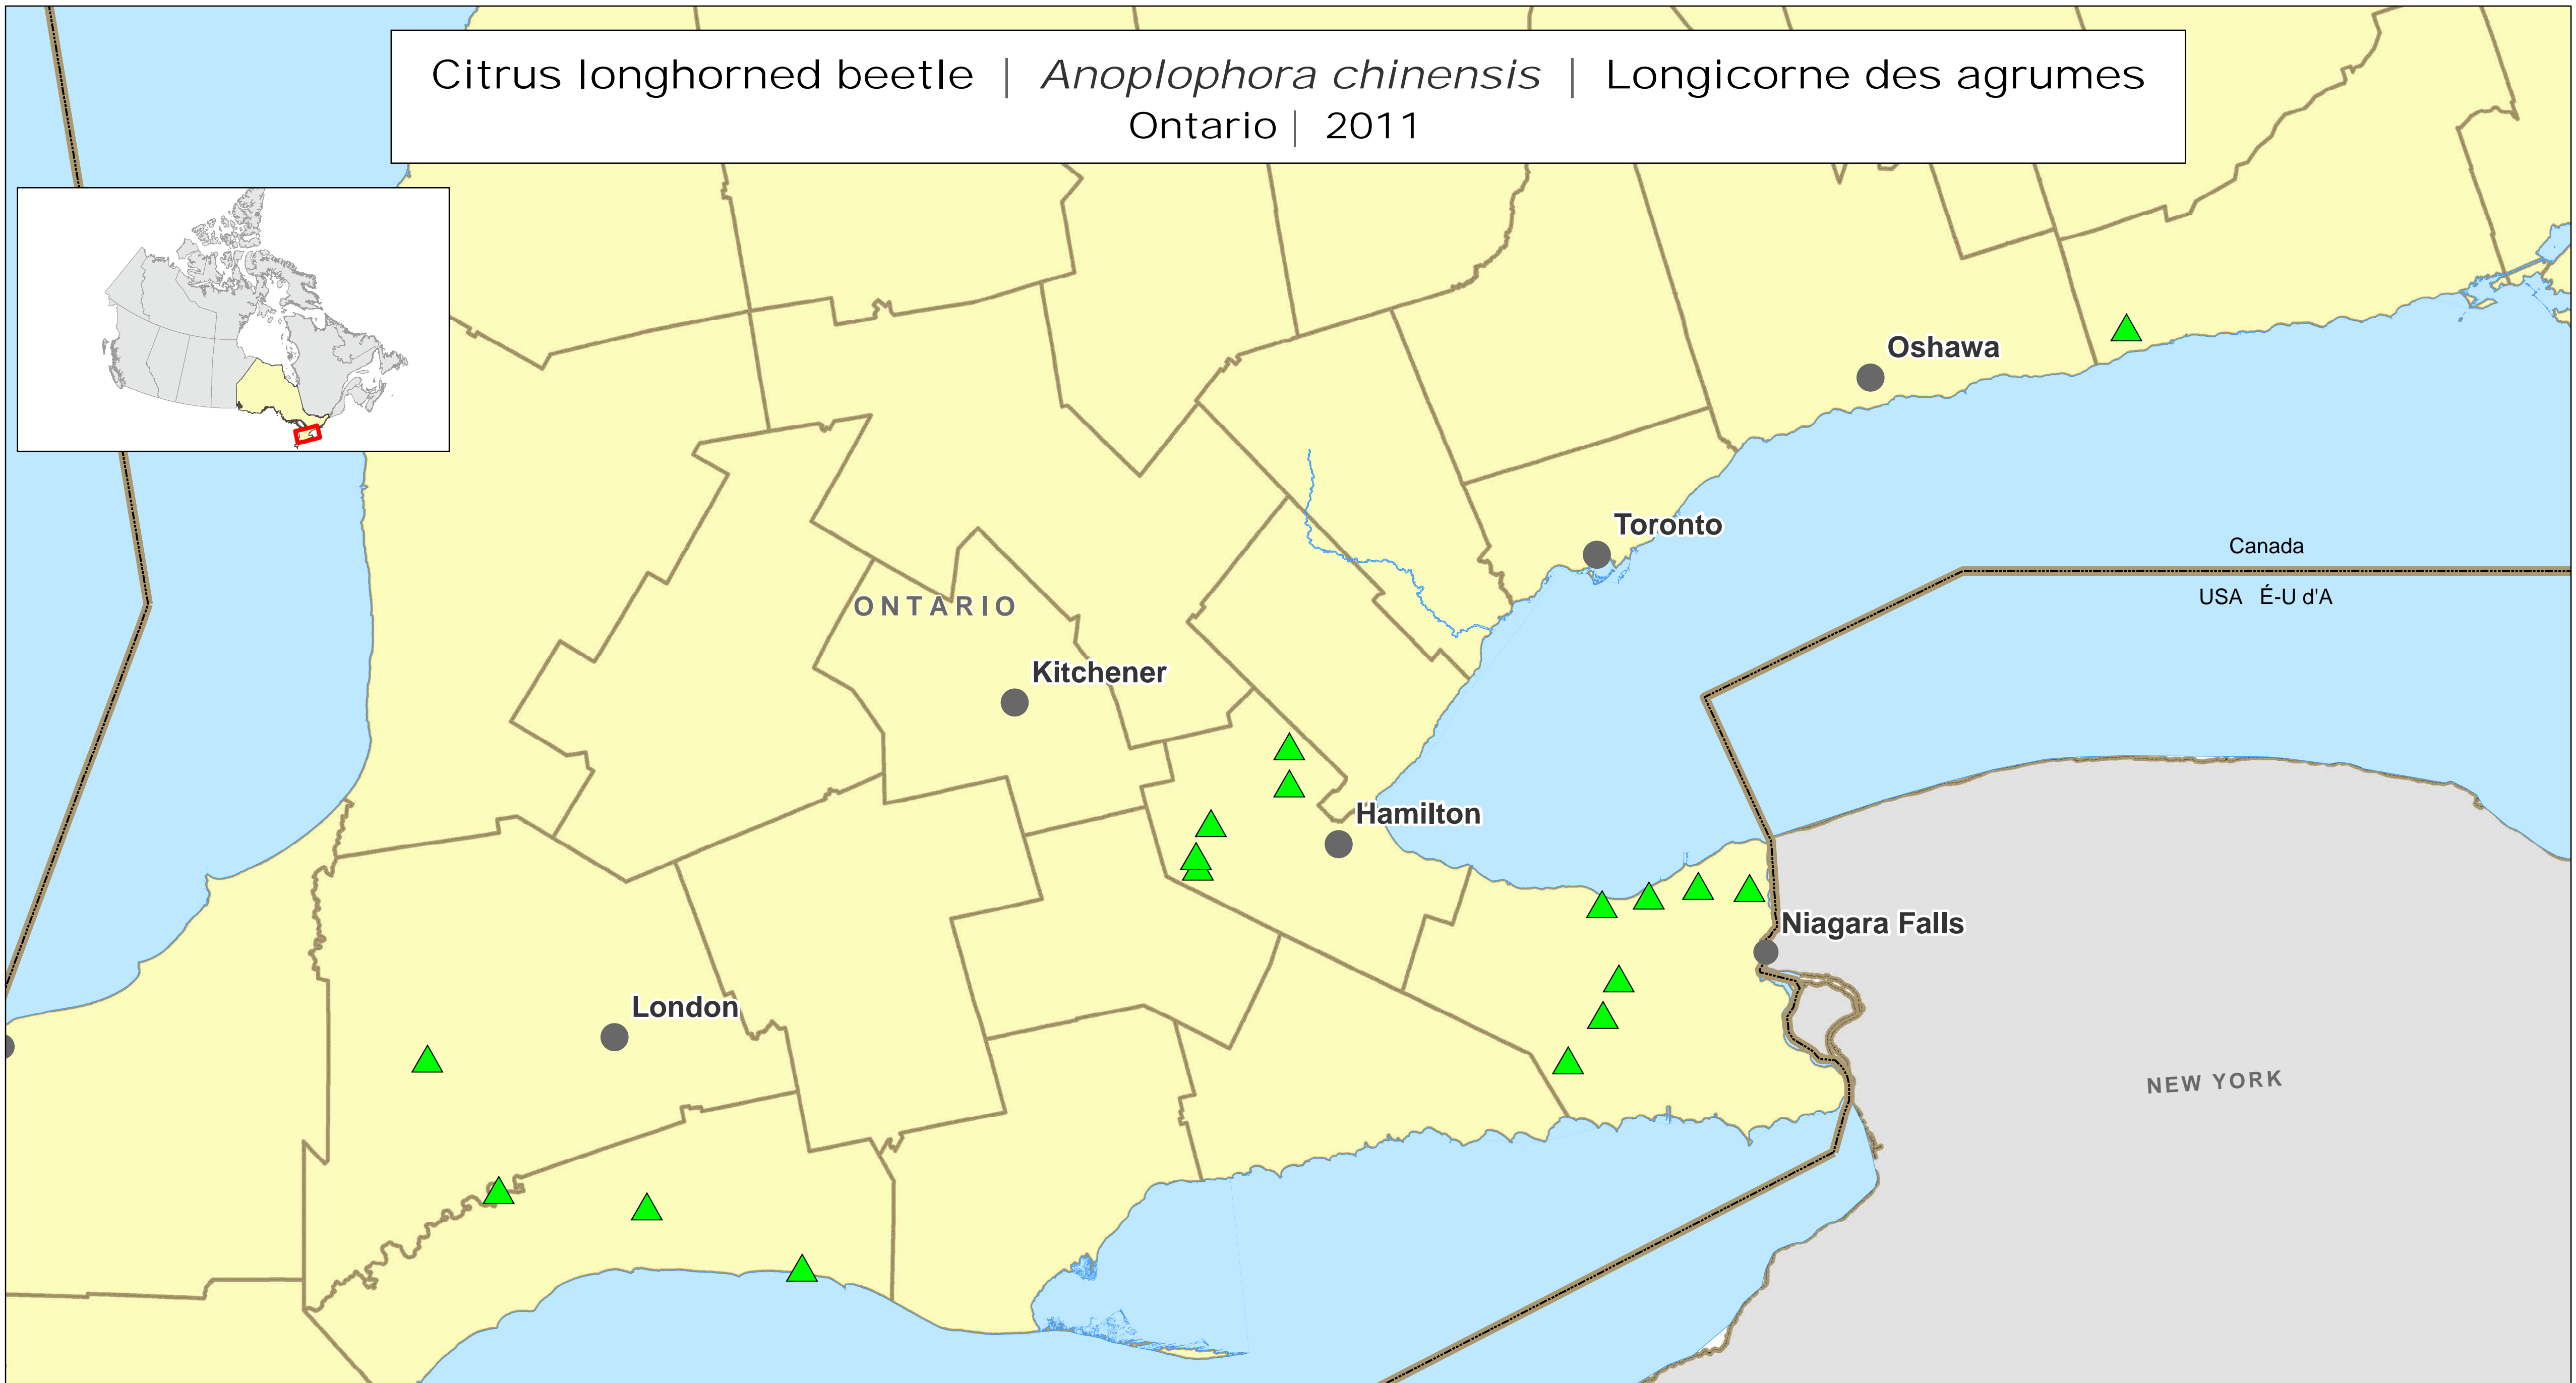 Citrus longhorned beetle | Anoplophora chinensis | Longicorne des agrumes
Ontario | 2011
Oshawa
Toronto
Canada
USA É-U d'A
ONTARIO
Kitchener
Hamilton
Niagara Falls
London
NEW YORK